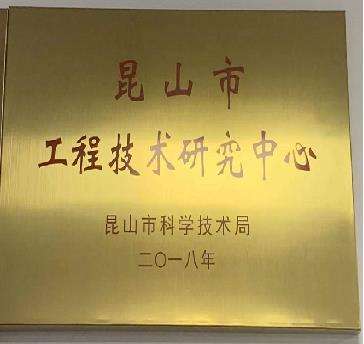 昆山市
工程技术研究中心
昆山市科学技术局
二〇一八年